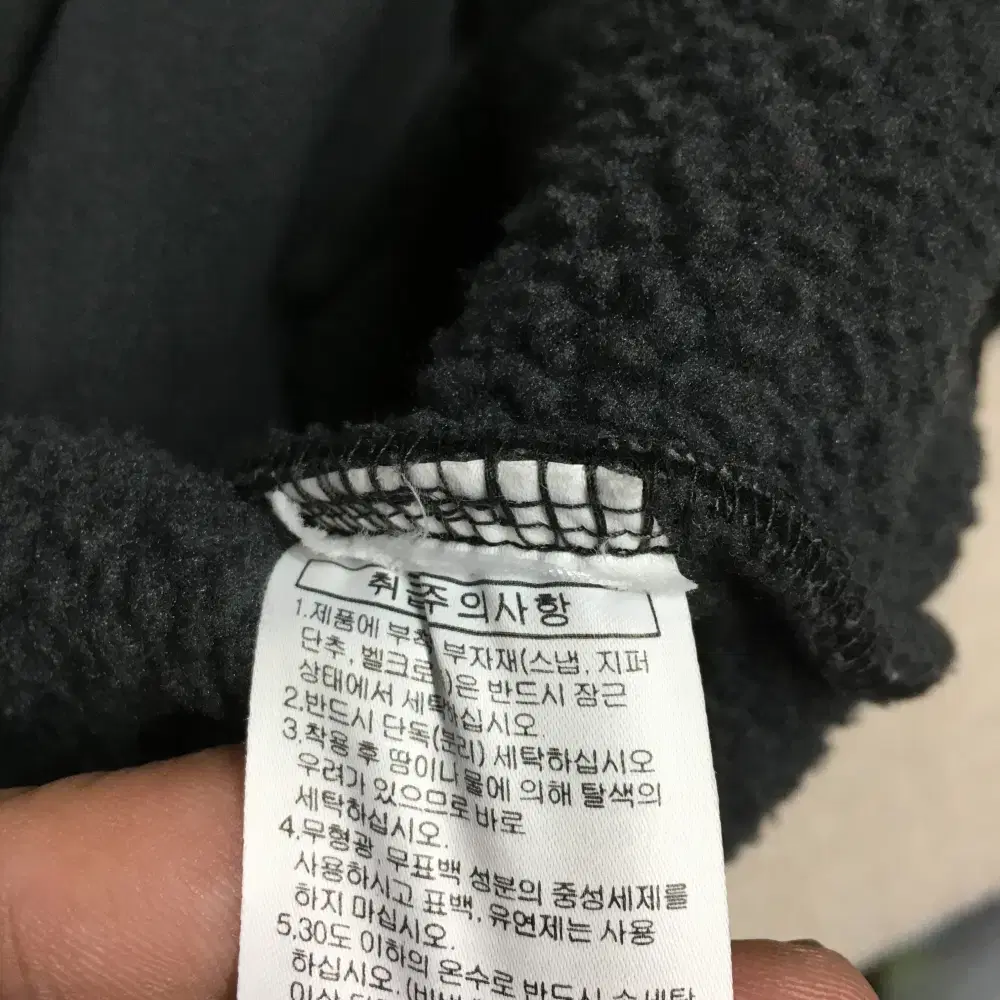 취급주의사항
1.제품에 부착 부자재(스냅, 지퍼
단추, 벨크로 )은 반드시 잠근
상태에서 세탁하십시오
2.반드시 단독(분리) 세탁하십시오
3.착용 후 땀이나 물에 의해 탈색의
우려가 있으므로 바로
세탁하십시오.
4.무형광, 무표백 성분의 중성세제를
사용하시고 표백, 유연제는 사용
하지 마십시오.
5.30도 이하의 온수로 반드시 손세탁
하십시오.
이상